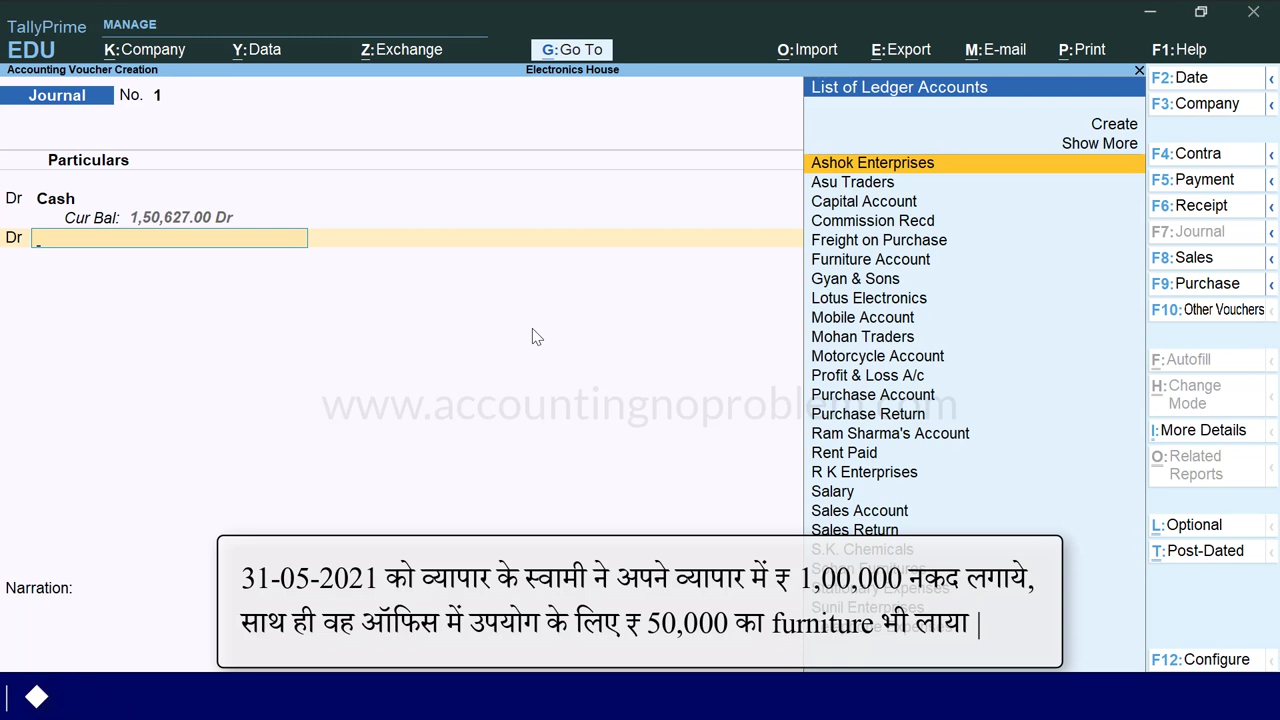 TallyPrime
EDU
MANAGE
K:Company
Y:Data
Z:Exchange
G:Go To
O:Import
E:Export
M:E-mail
P:Print
F1:Help
Accounting Voucher Creation
Electronics House
Journal No. 1
Particulars
Dr Cash
Cur Bal: 1,50,627.00 Dr
Dr
Narration:
List of Ledger Accounts
Create
Show More
Ashok Enterprises
Asu Traders
Capital Account
Commission Recd
Freight on Purchase
Furniture Account
Gyan & Sons
Lotus Electronics
Mobile Account
Mohan Traders
Motorcycle Account
Profit & Loss A/c
Purchase Account
Purchase Return
Ram Sharma's Account
Rent Paid
R K Enterprises
Salary
Sales Account
Sales Return
S.K. Chemicals
Sunil Enterprises
www.accountingnoproblem.com
31-05-2021 को व्यापार के स्वामी ने अपने व्यापार में ₹ 1,00,000 नकद लगाये,
साथ ही वह ऑफिस में उपयोग के लिए ₹ 50,000 का furniture भी लाया |
F2:Date
F3:Company
F4:Contra
F5:Payment
F6:Receipt
F7:Journal
F8:Sales
F9:Purchase
F10:Other Vouchers
F:Autofill
H:Change
Mode
I:More Details
O:Related
Reports
L:Optional
T:Post-Dated
F12:Configure